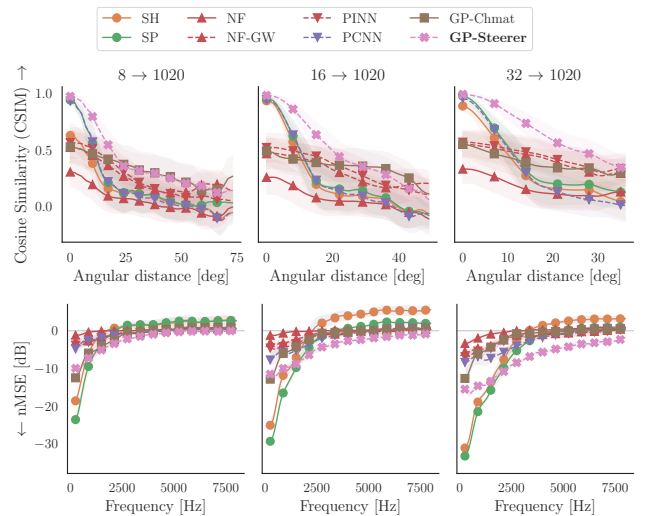 SH NF PINN GP-Chmat
SP NF-GW PCNN GP-Steerer
8 → 1020 16 → 1020 32 → 1020
Cosine Similarity (CSIM) →
1.0
0.5
0.0
0 25 50 75 0 20 40 0 10 20 30
Angular distance [deg] Angular distance [deg] Angular distance [deg]
← nMSE [dB]
0
−10
−20
−30
0 2500 5000 7500 0 2500 5000 7500 0 2500 5000 7500
Frequency [Hz] Frequency [Hz] Frequency [Hz]